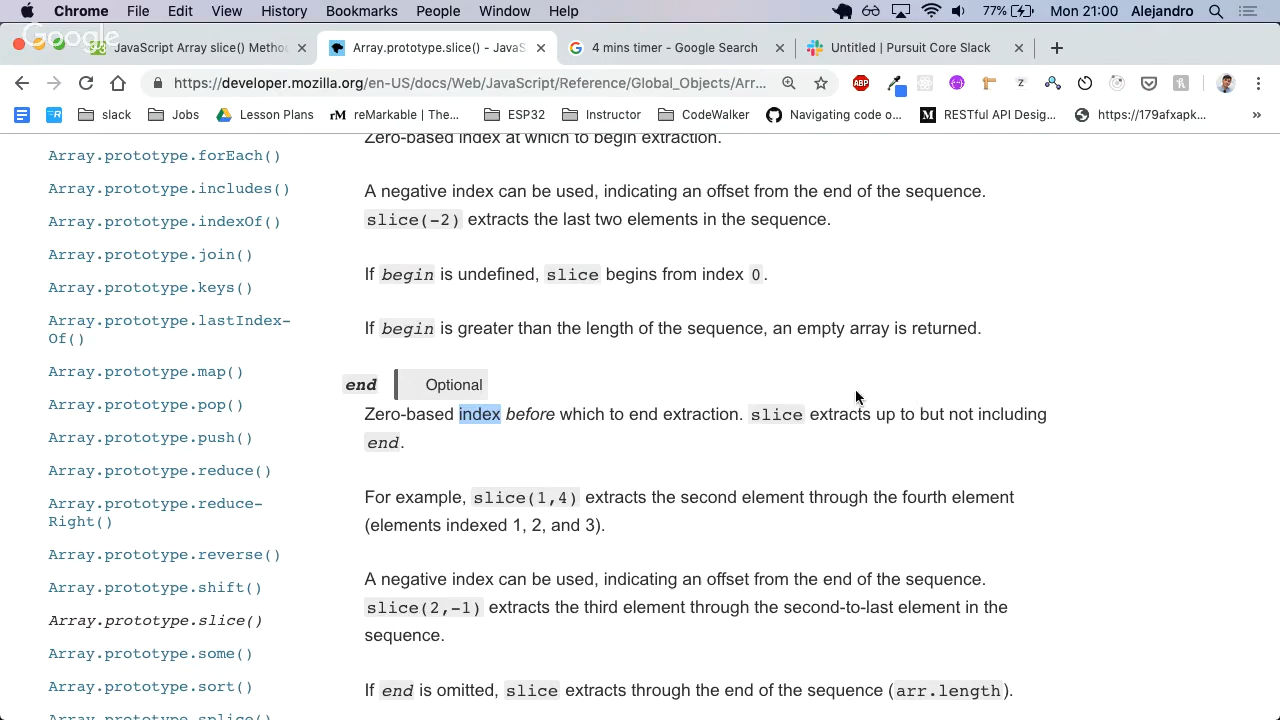 Chrome File Edit View History Bookmarks People Window Help 77% Mon 21:00 Alejandro
Google
JavaScript Array slice() Metho Array.prototype.slice() - JavaS 4 mins timer - Google Search Untitled | Pursuit Core Slack
https://developer.mozilla.org/en-US/docs/Web/JavaScript/Reference/Global_Objects/Arr... ABP
slack Jobs Lesson Plans rM reMarkable | The... ESP32 Instructor CodeWalker Navigating code o... RESTful API Desig... https://179afxapk... »
Array.prototype.forEach()
Array.prototype.includes()
Array.prototype.indexOf()
Array.prototype.join()
Array.prototype.keys()
Array.prototype.lastIndex-
Of()
Array.prototype.map()
Array.prototype.pop()
Array.prototype.push()
Array.prototype.reduce()
Array.prototype.reduce-
Right()
Array.prototype.reverse()
Array.prototype.shift()
Array.prototype.slice()
Array.prototype.some()
Array.prototype.sort()
Array.prototype.splice()
Zero-based index at which to begin extraction.
A negative index can be used, indicating an offset from the end of the sequence.
slice(-2) extracts the last two elements in the sequence.
If begin is undefined, slice begins from index 0.
If begin is greater than the length of the sequence, an empty array is returned.
end Optional
Zero-based index before which to end extraction. slice extracts up to but not including
end.
For example, slice(1,4) extracts the second element through the fourth element
(elements indexed 1, 2, and 3).
A negative index can be used, indicating an offset from the end of the sequence.
slice(2,-1) extracts the third element through the second-to-last element in the
sequence.
If end is omitted, slice extracts through the end of the sequence (arr.length).